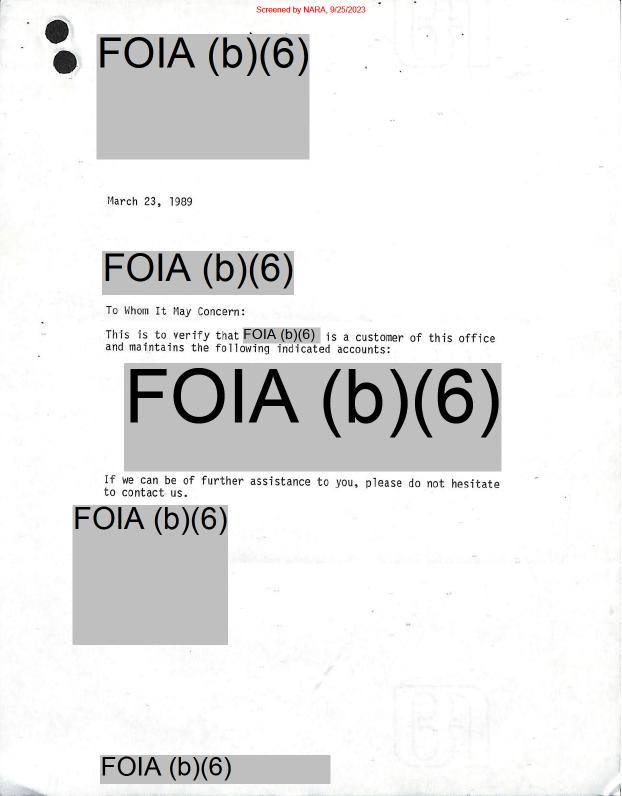 Screened by NARA, 9/25/2023
FOIA (b)(6)
March 23, 1989
FOIA (b)(6)
To Whom It May Concern:
This is to verify that FOIA (b)(6) is a customer of this office
and maintains the following indicated accounts:
FOIA (b)(6)
If we can be of further assistance to you, please do not hesitate
to contact us.
FOIA (b)(6)
FOIA (b)(6)